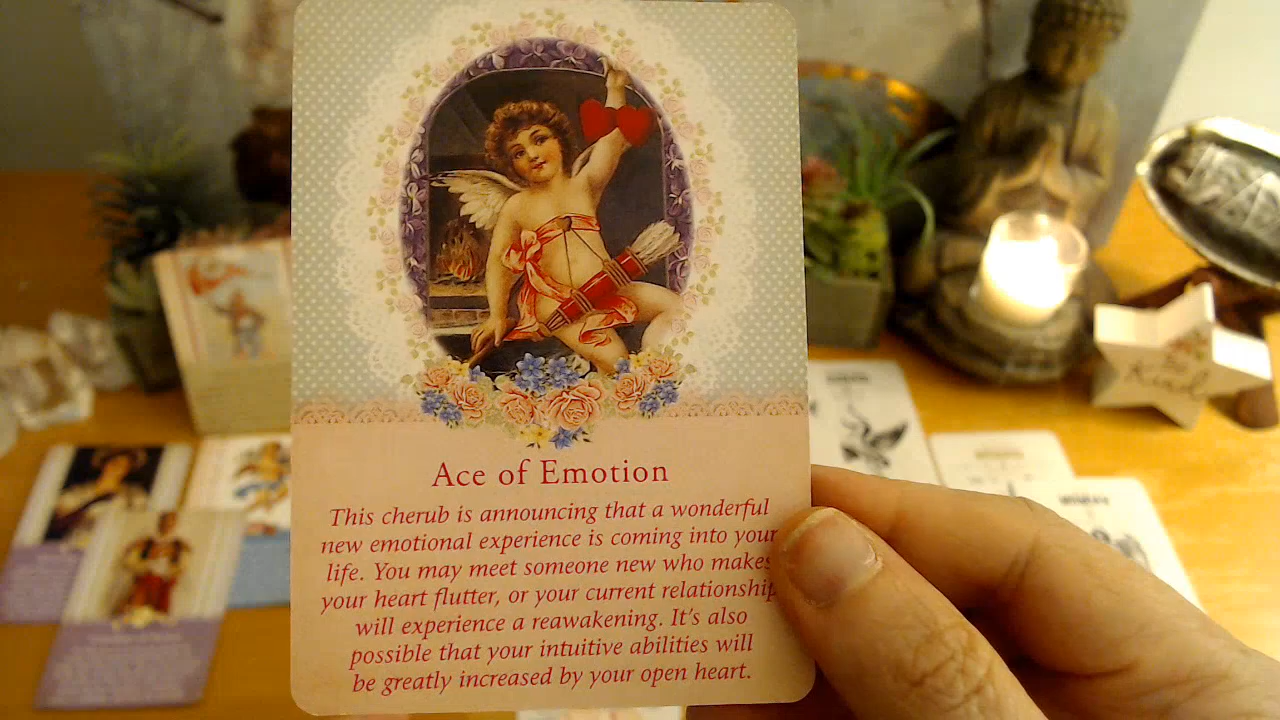 Ace of Emotion
This cherub is announcing that a wonderful
new emotional experience is coming into your
life. You may meet someone new who makes
your heart flutter, or your current relationship
will experience a reawakening. It's also
possible that your intuitive abilities will
be greatly increased by your open heart.
Kind